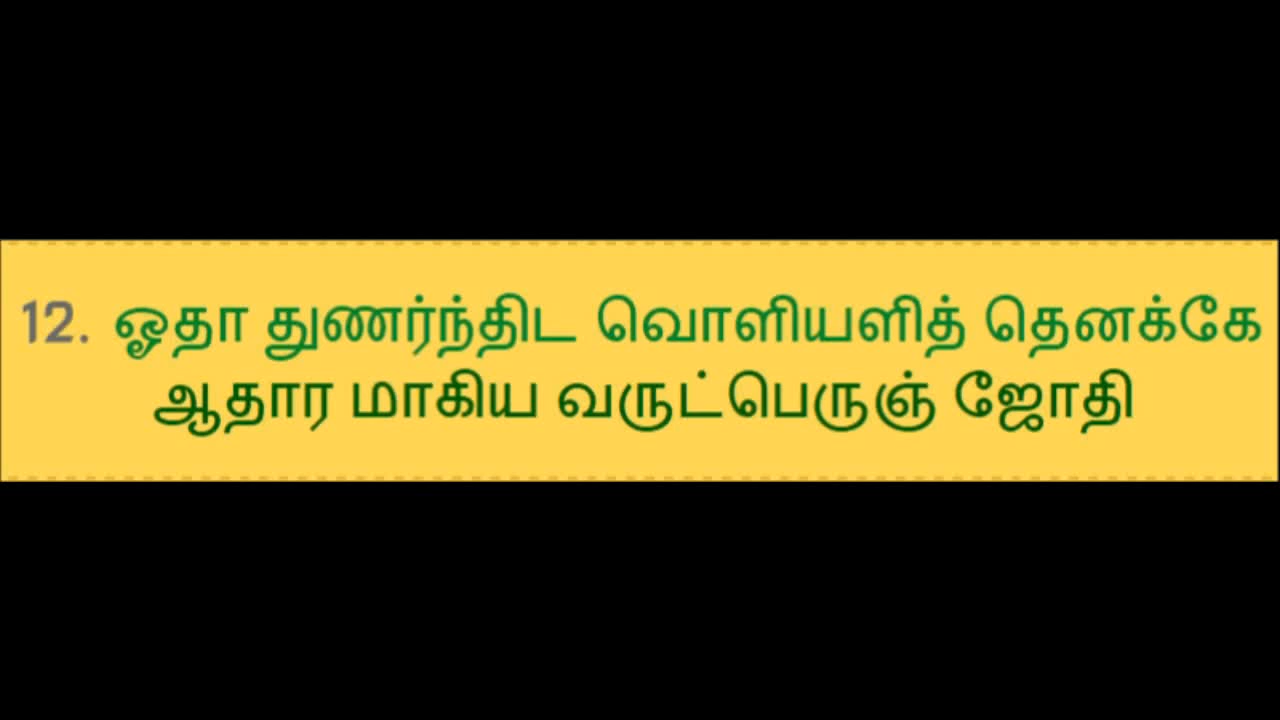 12. ஓதா துணர்ந்திட வொளியளித் தெனக்கே
ஆதார மாகிய வருட்பெருஞ் ஜோதி